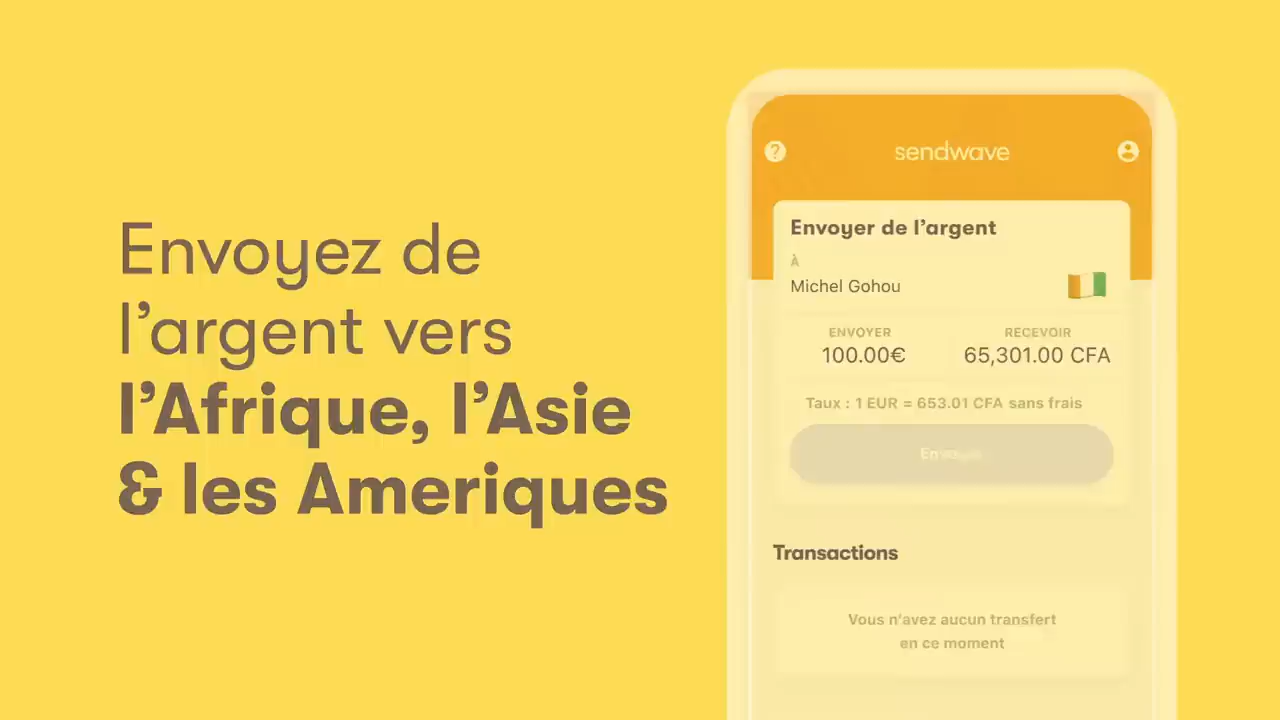 Envoyez de
l'argent vers
l'Afrique, l'Asie
& les Ameriques
sendwave
Envoyer de l'argent
À
Michel Gohou
ENVOYER
RECEVOIR
100.00€
65,301.00 CFA
Taux : 1 EUR = 653.01 CFA sans frais
Transactions
Vous n'avez aucun transfert
en ce moment